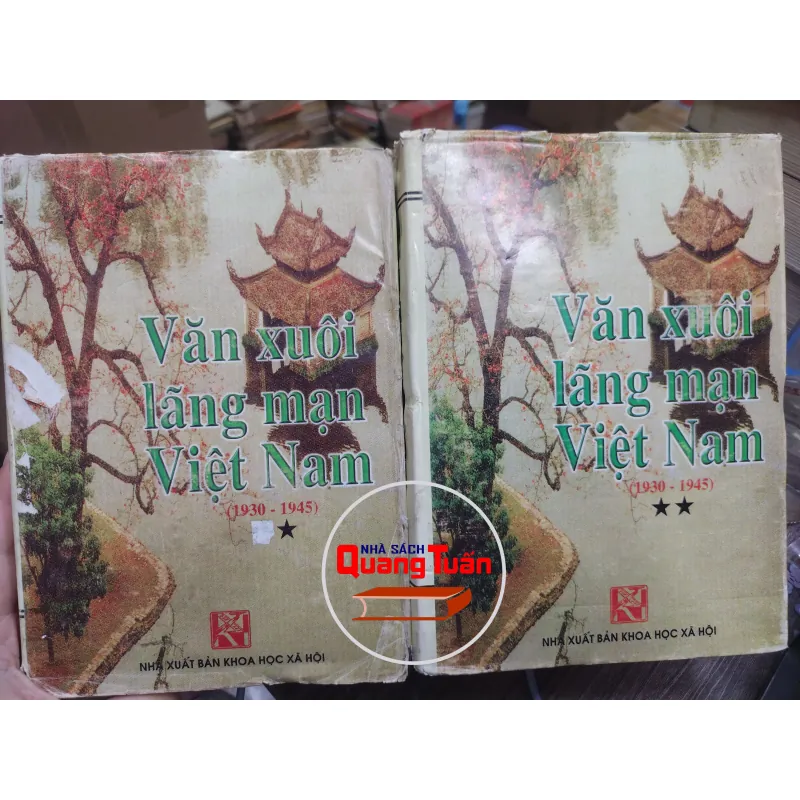 Văn xuôi
lãng mạn
Việt Nam
(1930 - 1945)
★
NHÀ XUẤT BẢN KHOA HỌC XÃ HỘI
Văn xuôi
lãng mạn
Việt Nam
(1930 - 1945)
★★
NHÀ XUẤT BẢN KHOA HỌC XÃ HỘI
NHÀ SÁCH
Quang Tuấn